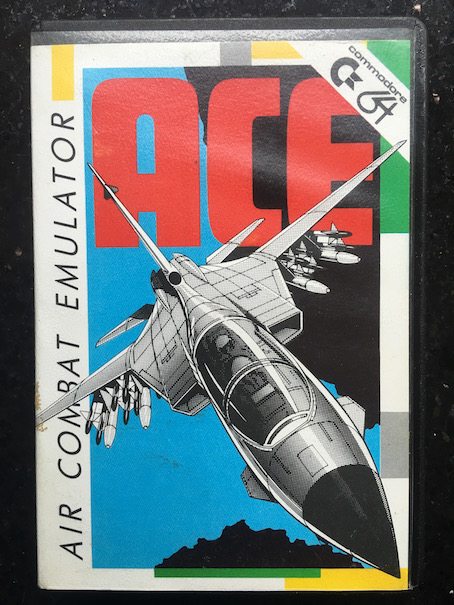 commodore
C 64
ACE
AIR COMBAT EMULATOR